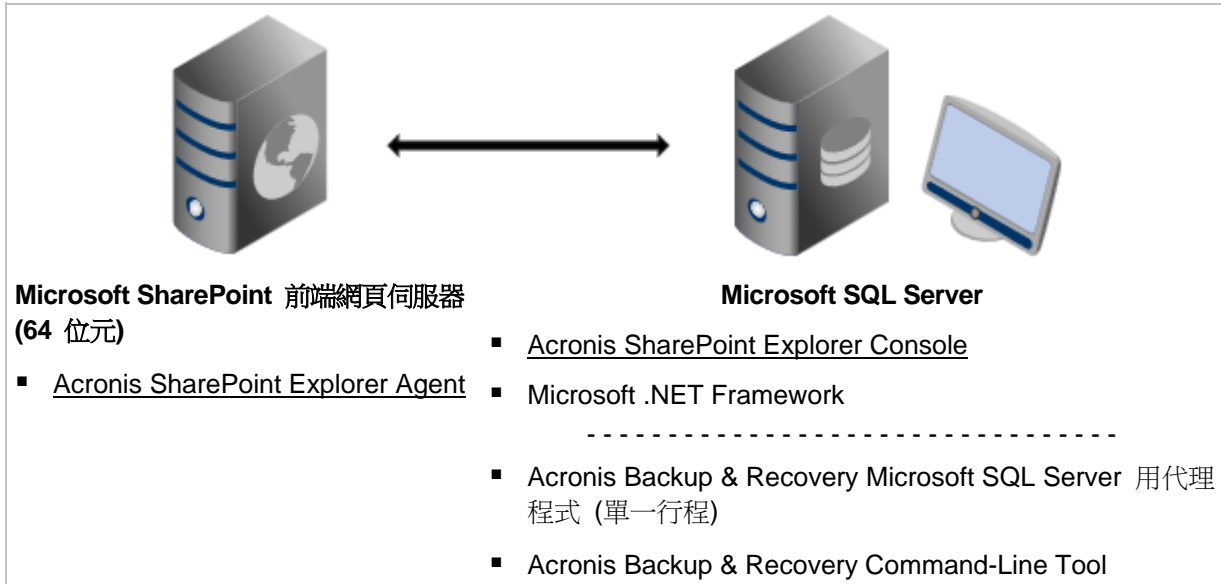 Microsoft SharePoint 前端網頁伺服器
(64 位元)
▪ Acronis SharePoint Explorer Agent
Microsoft SQL Server
▪ Acronis SharePoint Explorer Console
▪ Microsoft .NET Framework
- - - - - - - - - - - - - - - - - - - - - - - - - - - - - - - - -
▪ Acronis Backup & Recovery Microsoft SQL Server 用代理
程式 (單一行程)
▪ Acronis Backup & Recovery Command-Line Tool